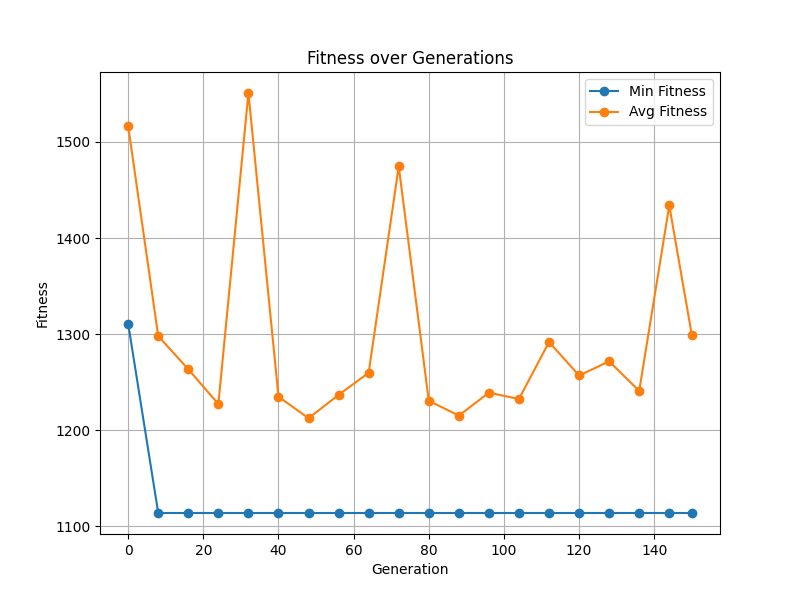 Fitness over Generations
Min Fitness
Avg Fitness
1500
1400
1300
1200
1100
Fitness
0 20 40 60 80 100 120 140
Generation